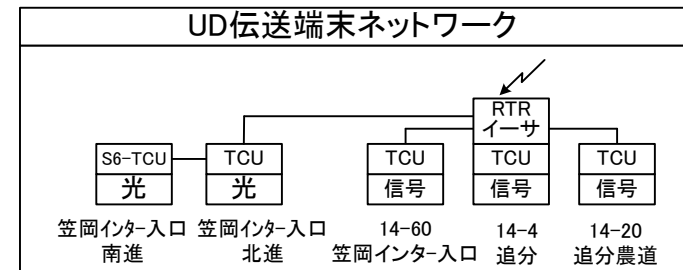 UD伝送端末ネットワーク
RTR
イーサ
S6-TCU TCU TCU TCU TCU
光 光 信号 信号 信号
笠岡インター入口 笠岡インター入口 14-60 14-4 14-20
南進 北進 笠岡インター入口 追分 追分農道